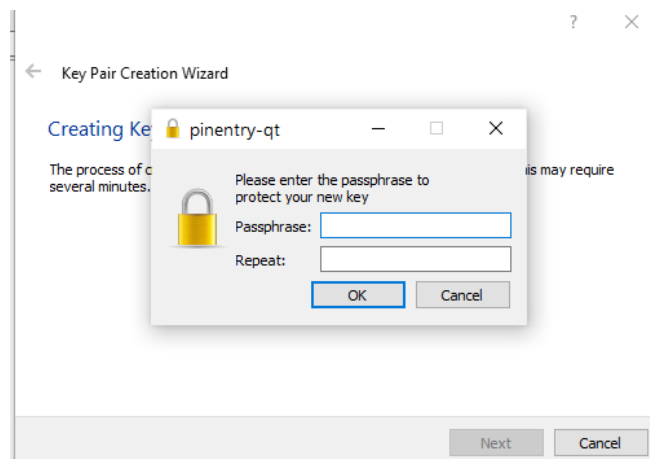 ?
Key Pair Creation Wizard
Creating Ke
pinentry-qt
The process of c
is may require
several minutes.
Please enter the passphrase to
protect your new key
Passphrase:
Repeat:
OK
Cancel
Next
Cancel